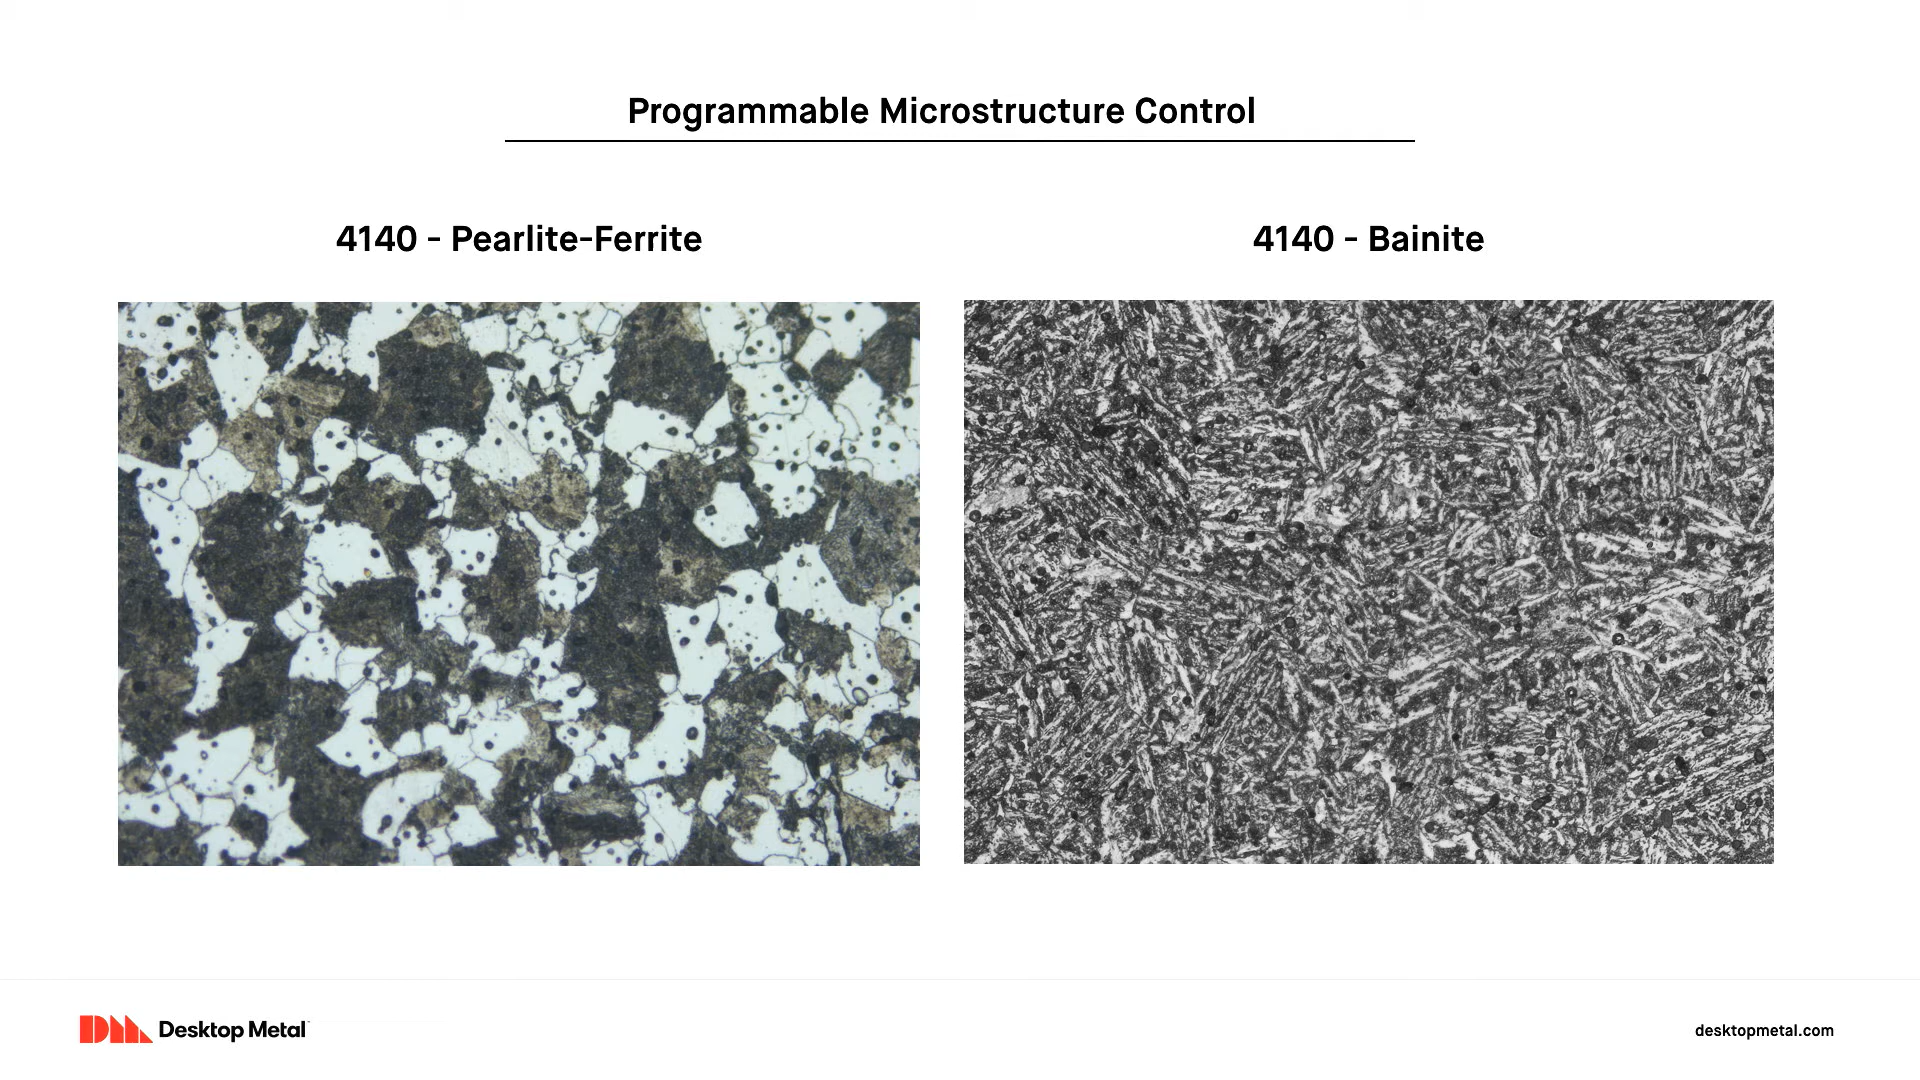 Programmable Microstructure Control
4140 - Pearlite-Ferrite
4140 - Bainite
Desktop Metal
desktopmetal.com